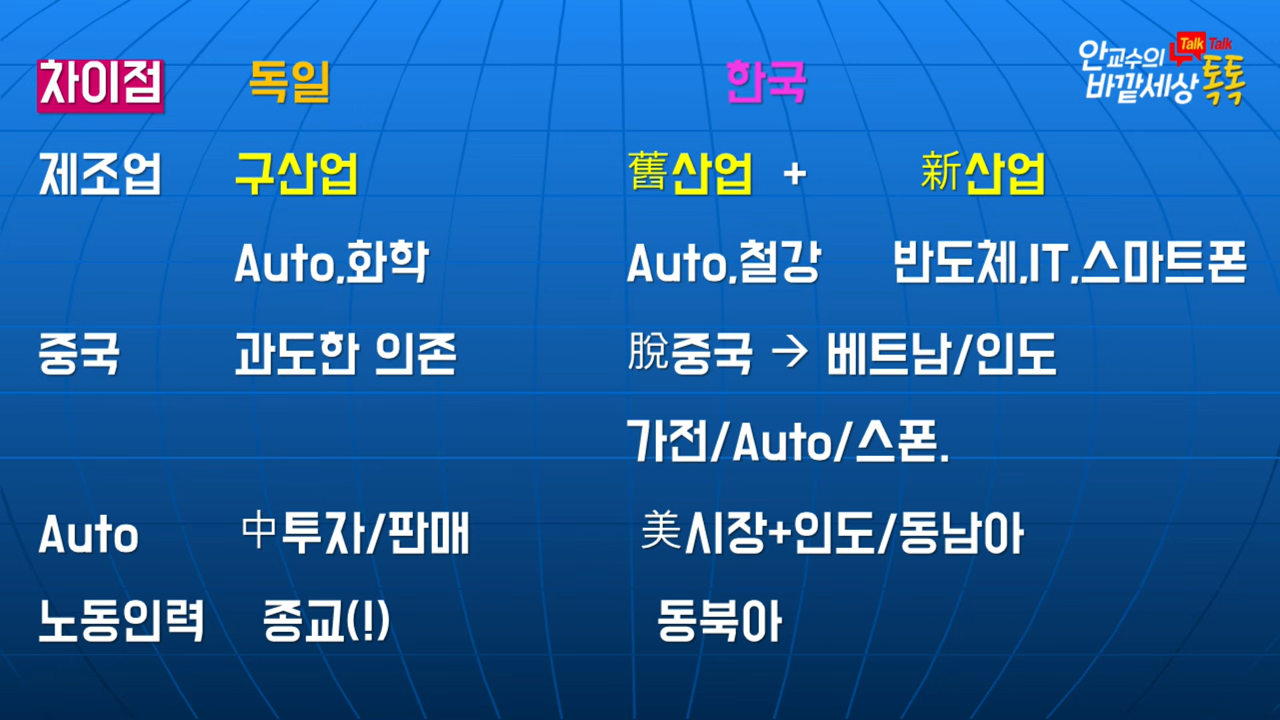 차이점 독일 한국
안교수의 Talk Talk
바깥세상 톡톡
제조업 구산업 舊산업 + 新산업
Auto,화학 Auto,철강 반도체,IT,스마트폰
중국 과도한 의존 脫중국 → 베트남/인도
가전/Auto/스폰.
Auto 中투자/판매 美시장+인도/동남아
노동인력 종교(!) 동북아